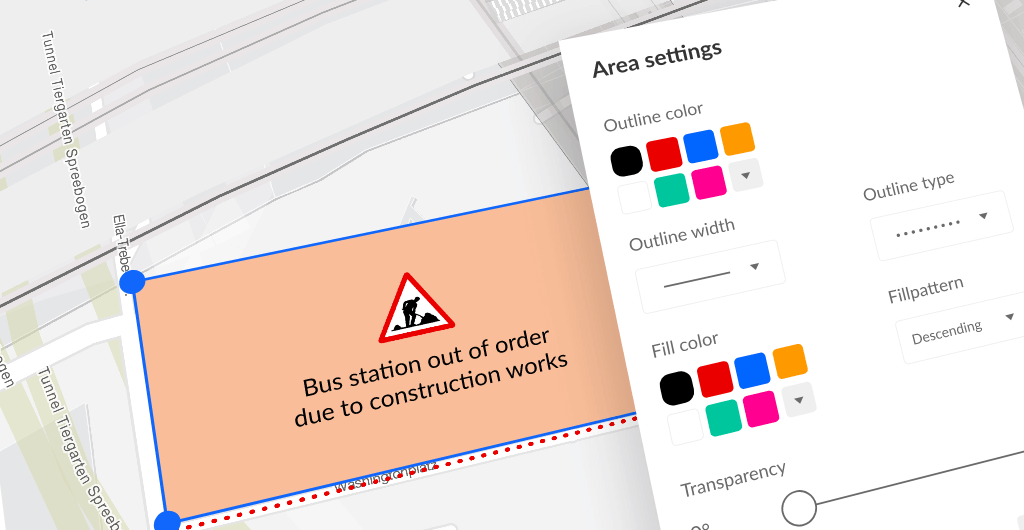 Tunnel Tiergarten Spreebogen
Ella-Trebe
Tunnel Tiergarten Spreeb
ogen
Bus station out of order
due to construction works
Washingtonplatz
Area settings
Outline color
Outline width
Outline type
Fill color
Fillpattern
Descending
Transparency
0°